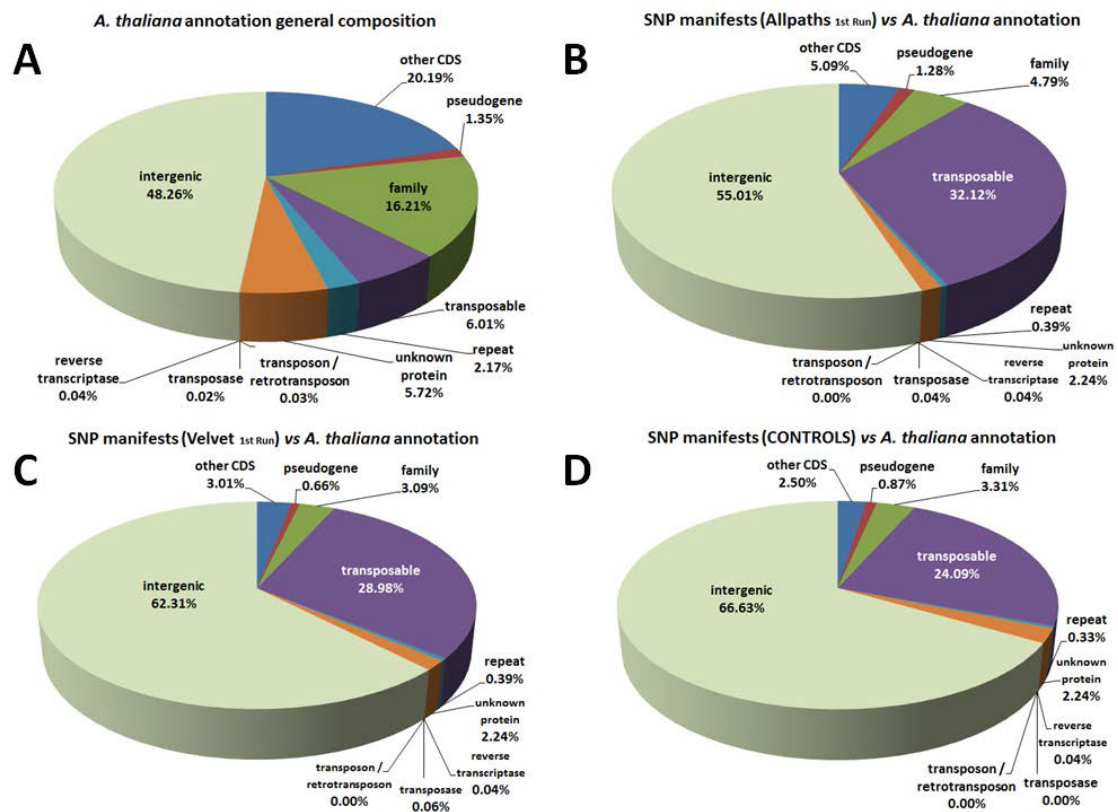 A. thaliana annotation general composition
A
other CDS
20.19%
pseudogene
1.35%
intergenic
48.26%
family
16.21%
transposable
6.01%
repeat
2.17%
unknown
protein
5.72%
transposon /
retrotransposon
0.03%
transposase
0.02%
reverse
transcriptase
0.04%
SNP manifests (Allpaths 1st Run) vs A. thaliana annotation
B
other CDS
5.09%
pseudogene
1.28%
family
4.79%
intergenic
55.01%
transposable
32.12%
repeat
0.39%
unknown
protein
2.24%
reverse
transcriptase
0.04%
transposase
0.04%
transposon /
retrotransposon
0.00%
SNP manifests (Velvet 1st Run) vs A. thaliana annotation
C
other CDS
3.01%
pseudogene
0.66%
family
3.09%
intergenic
62.31%
transposable
28.98%
repeat
0.39%
unknown
protein
2.24%
reverse
transcriptase
0.04%
transposase
0.06%
transposon /
retrotransposon
0.00%
SNP manifests (CONTROLS) vs A. thaliana annotation
D
other CDS
2.50%
pseudogene
0.87%
family
3.31%
intergenic
66.63%
transposable
24.09%
repeat
0.33%
unknown
protein
2.24%
reverse
transcriptase
0.04%
transposase
0.00%
transposon /
retrotransposon
0.00%